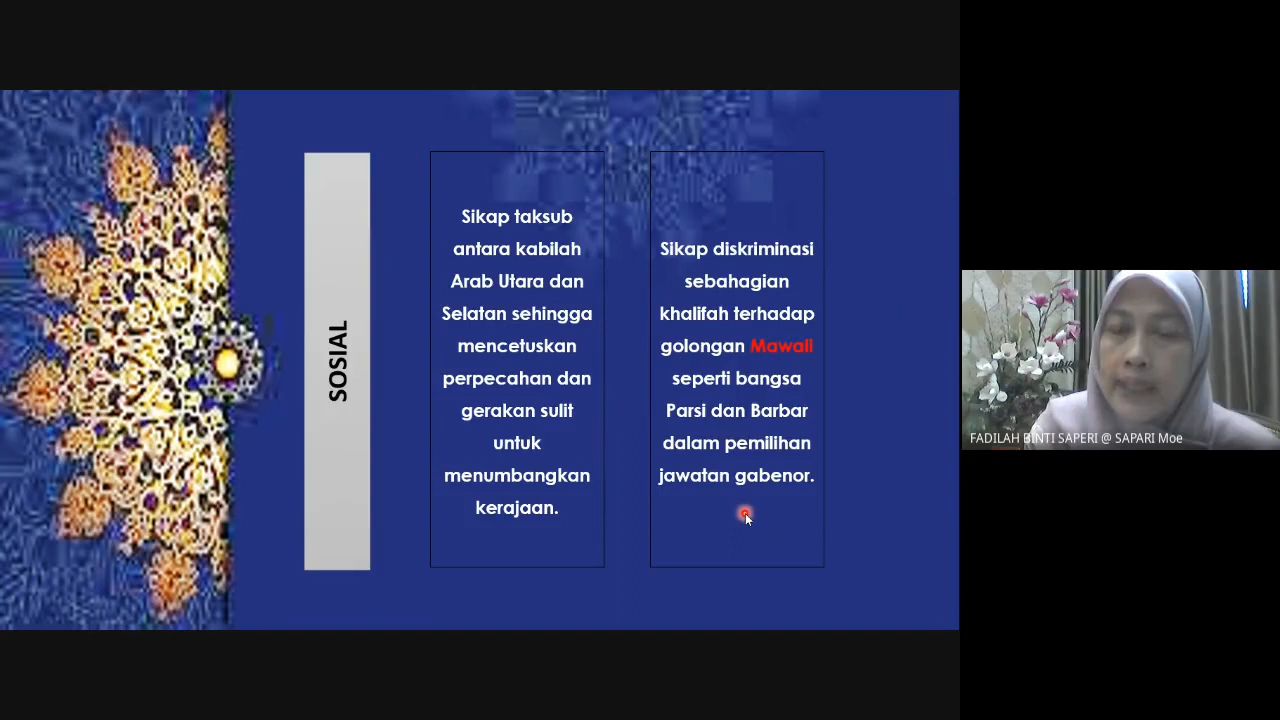 SOSIAL
Sikap taksub
antara kabilah
Arab Utara dan
Selatan sehingga
mencetuskan
perpecahan dan
gerakan sulit
untuk
menumbangkan
kerajaan.
Sikap diskriminasi
sebahagian
khalifah terhadap
golongan Mawali
seperti bangsa
Parsi dan Barbar
dalam pemilihan
jawatan gabenor.
FADILAH BINTI SAPERI @ SAPARI Moe